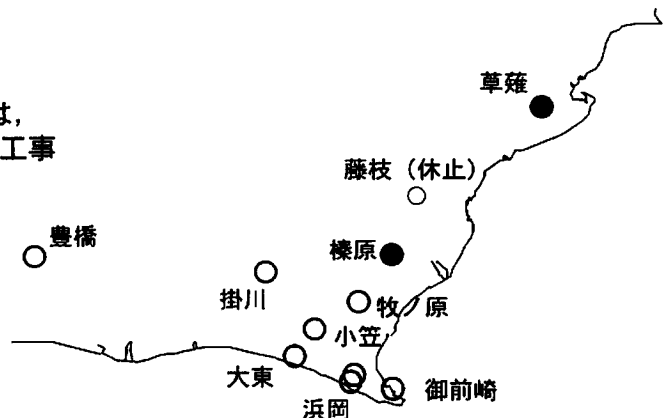 草薙
は,
工事
藤枝（休止）
豊橋
榛原
掛川
牧ノ原
小笠
大東
御前崎
浜岡